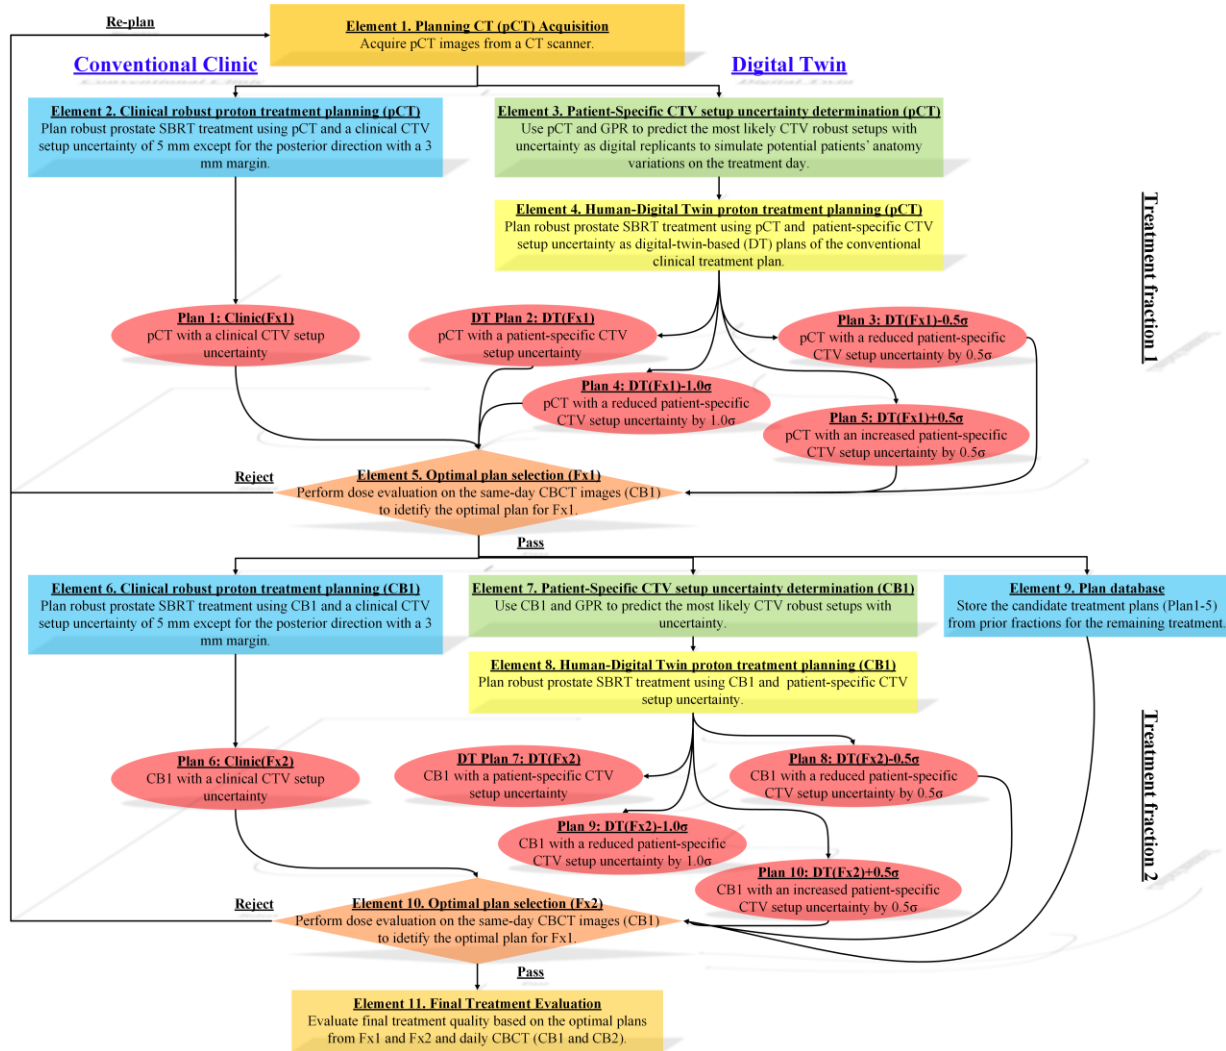 Re-plan
Element 1. Planning CT (pCT) Acquisition
Acquire pCT images from a CT scanner.
Conventional Clinic
Digital Twin
Element 2. Clinical robust proton treatment planning (pCT)
Plan robust prostate SBRT treatment using pCT and a clinical CTV
setup uncertainty of 5 mm except for the posterior direction with a 3
mm margin.
Element 3. Patient-Specific CTV setup uncertainty determination (pCT)
Use pCT and GPR to predict the most likely CTV robust setups with
uncertainty as digital replicants to simulate potential patients' anatomy
variations on the treatment day.
Element 4. Human-Digital Twin proton treatment planning (pCT)
Plan robust prostate SBRT treatment using pCT and patient-specific CTV
setup uncertainty as digital-twin-based (DT) plans of the conventional
clinical treatment plan.
Treatment fraction 1
Plan 1: Clinic(Fx1)
pCT with a clinical CTV setup
uncertainty
DT Plan 2: DT(Fx1)
pCT with a patient-specific CTV
setup uncertainty
Plan 3: DT(Fx1)-0.5σ
pCT with a reduced patient-specific
CTV setup uncertainty by 0.5σ
Plan 4: DT(Fx1)-1.0σ
pCT with a reduced patient-specific
CTV setup uncertainty by 1.0σ
Plan 5: DT(Fx1)+0.5σ
pCT with an increased patient-specific
CTV setup uncertainty by 0.5σ
Reject
Element 5. Optimal plan selection (Fx1)
Perform dose evaluation on the same-day CBCT images (CB1)
to idetify the optimal plan for Fx1.
Pass
Element 6. Clinical robust proton treatment planning (CB1)
Plan robust prostate SBRT treatment using CB1 and a clinical CTV
setup uncertainty of 5 mm except for the posterior direction with a 3
mm margin.
Element 7. Patient-Specific CTV setup uncertainty determination (CB1)
Use CB1 and GPR to predict the most likely CTV robust setups with
uncertainty.
Element 9. Plan database
Store the candidate treatment plans (Plan1-5)
from prior fractions for the remaining treatment.
Element 8. Human-Digital Twin proton treatment planning (CB1)
Plan robust prostate SBRT treatment using CB1 and patient-specific CTV
setup uncertainty.
Treatment fraction 2
Plan 6: Clinic(Fx2)
CB1 with a clinical CTV setup
uncertainty
DT Plan 7: DT(Fx2)
CB1 with a patient-specific CTV
setup uncertainty
Plan 8: DT(Fx2)-0.5σ
CB1 with a reduced patient-specific
CTV setup uncertainty by 0.5σ
Plan 9: DT(Fx2)-1.0σ
CB1 with a reduced patient-specific
CTV setup uncertainty by 1.0σ
Plan 10: DT(Fx2)+0.5σ
CB1 with an increased patient-specific
CTV setup uncertainty by 0.5σ
Reject
Element 10. Optimal plan selection (Fx2)
Perform dose evaluation on the same-day CBCT images (CB1)
to idetify the optimal plan for Fx1.
Pass
Element 11. Final Treatment Evaluation
Evaluate final treatment quality based on the optimal plans
from Fx1 and Fx2 and daily CBCT (CB1 and CB2).